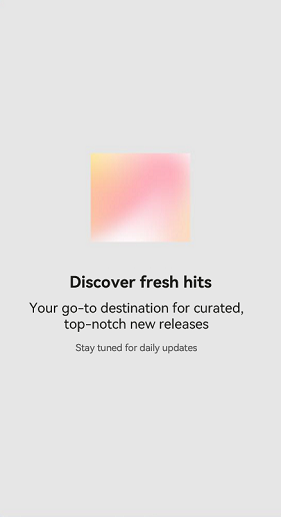 Discover fresh hits
Your go-to destination for curated,
top-notch new releases
Stay tuned for daily updates